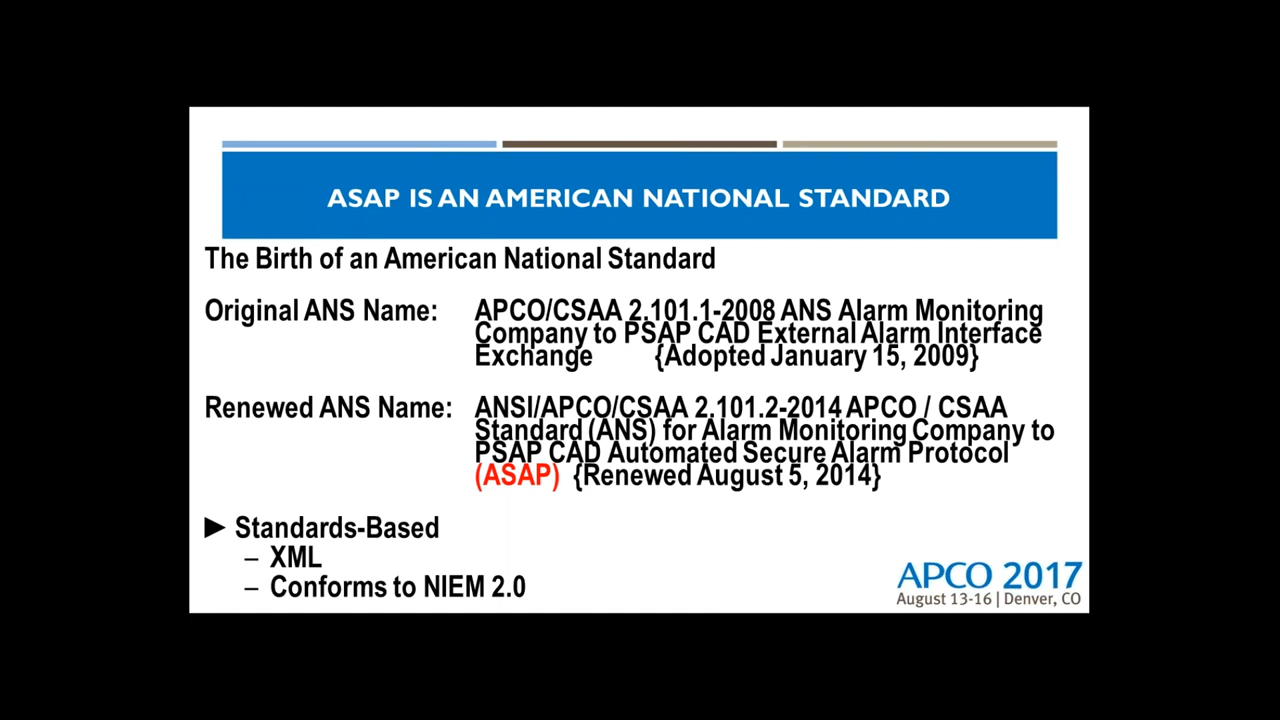 ASAP IS AN AMERICAN NATIONAL STANDARD
The Birth of an American National Standard
Original ANS Name: APCO/CSAA 2.101.1-2008 ANS Alarm Monitoring
Company to PSAP CAD External Alarm Interface
Exchange {Adopted January 15, 2009}
Renewed ANS Name: ANSI/APCO/CSAA 2.101.2-2014 APCO / CSAA
Standard (ANS) for Alarm Monitoring Company to
PSAP CAD Automated Secure Alarm Protocol
(ASAP) {Renewed August 5, 2014}
► Standards-Based
– XML
– Conforms to NIEM 2.0
APCO 2017
August 13-16 | Denver, CO